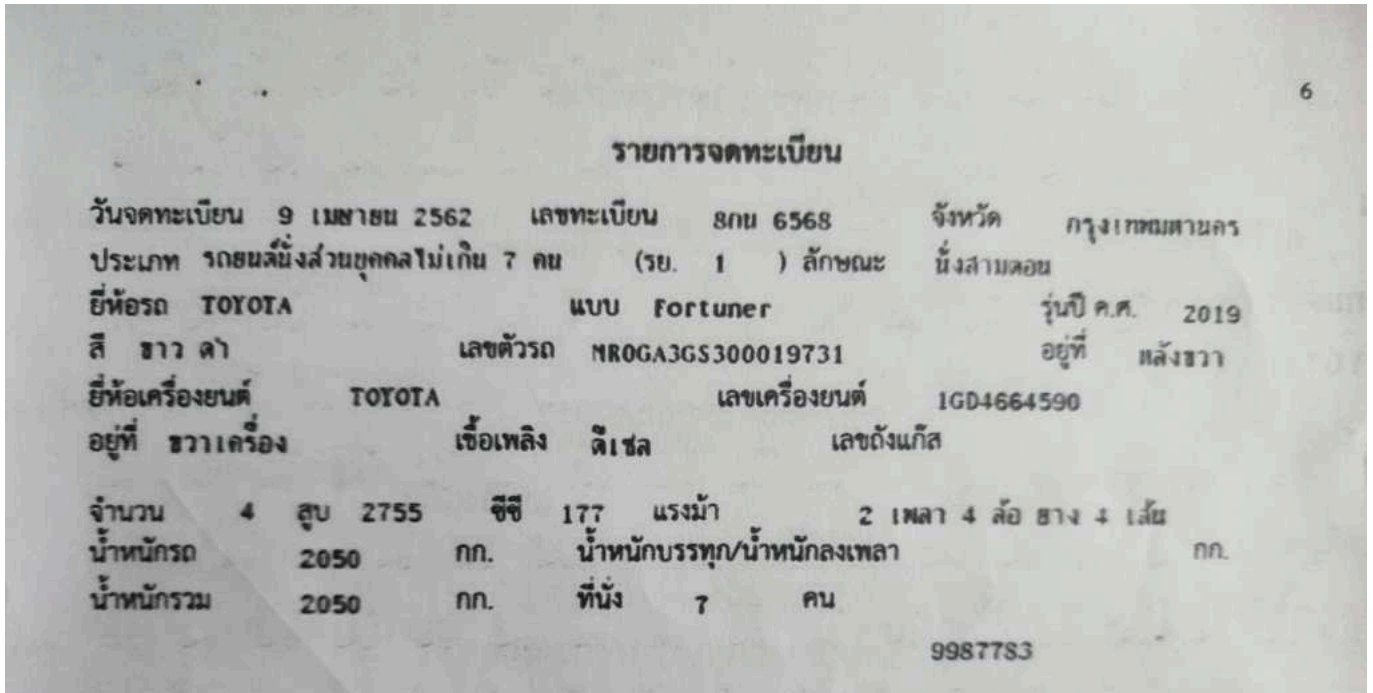 6
รายการจดทะเบียน
วันจดทะเบียน 9 เมษายน 2562 เลขทะเบียน 8กน 6568 จังหวัด กรุงเทพมหานคร
ประเภท รถยนต์นั่งส่วนบุคคลไม่เกิน 7 คน (รย. 1 ) ลักษณะ นั่งสามตอน
ยี่ห้อรถ TOYOTA แบบ Fortuner รุ่นปี ค.ศ. 2019
สี ขาว ดำ เลขตัวรถ MR0GA3GS300019731 อยู่ที่ หลังขวา
ยี่ห้อเครื่องยนต์ TOYOTA เลขเครื่องยนต์ 1GD4664590
อยู่ที่ ขวาเครื่อง เชื้อเพลิง ดีเซล เลขถังแก๊ส
จำนวน 4 สูบ 2755 ซีซี 177 แรงม้า 2 เพลา 4 ล้อ ยาง 4 เส้น
น้ำหนักรถ 2050 กก. น้ำหนักบรรทุก/น้ำหนักลงเพลา กก.
น้ำหนักรวม 2050 กก. ที่นั่ง 7 คน
9987783